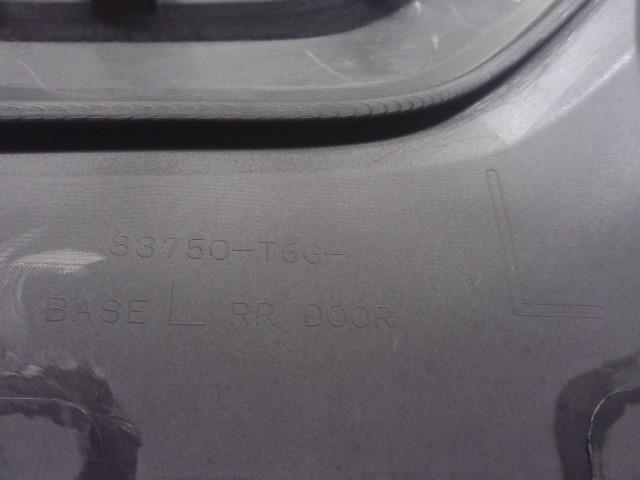 83750-T6G-
BASE L RR DOOR
L